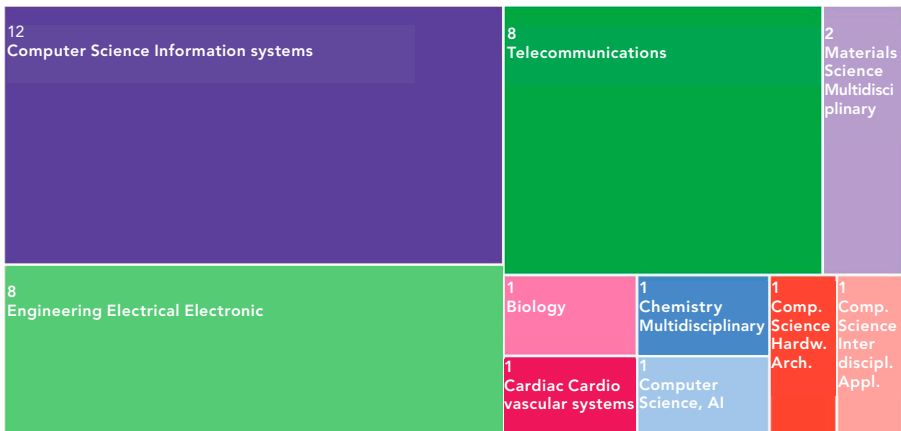 12
Computer Science Information systems
8
Telecommunications
2
Materials
Science
Multidisci
plinary
8
Engineering Electrical Electronic
1
Biology
1
Chemistry
Multidisciplinary
1
Comp.
Science
Hardw.
Arch.
1
Comp.
Science
Inter
discipl.
Appl.
1
Cardiac Cardio
vascular systems
1
Computer
Science, AI